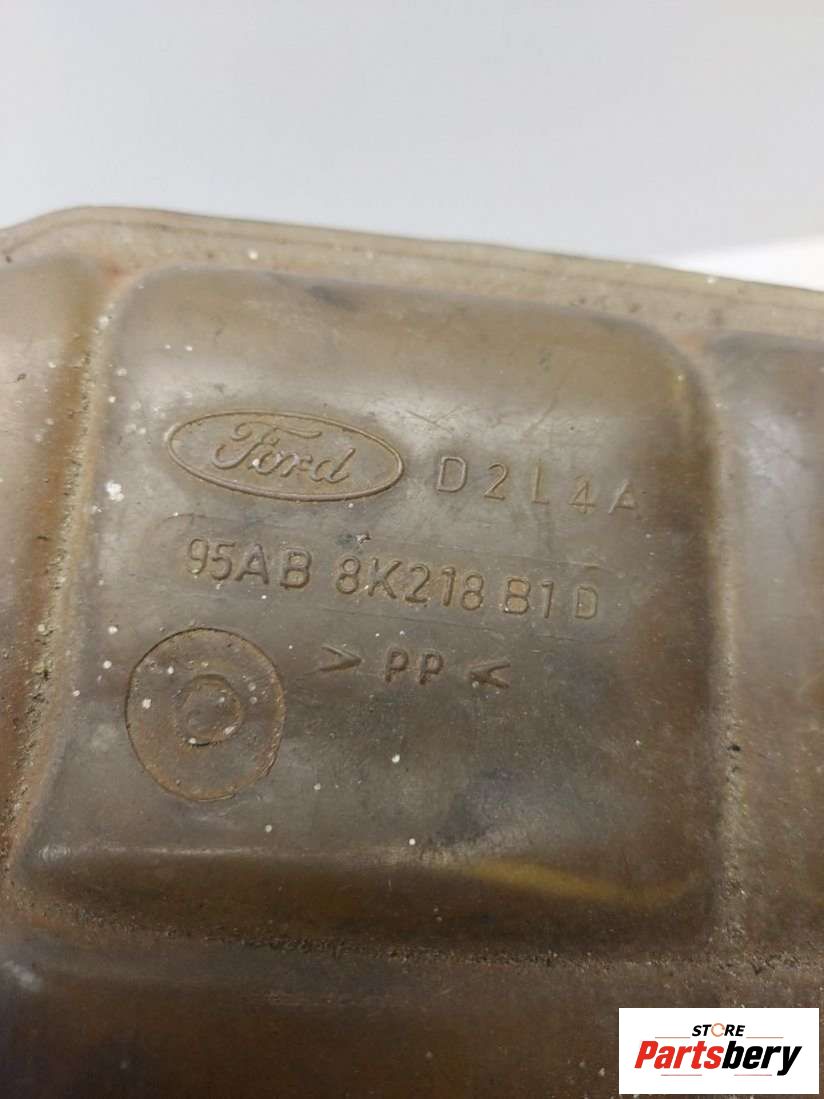 Ford D2L4A
95AB 8K218 B1D
> PP <
STORE
Partsbery